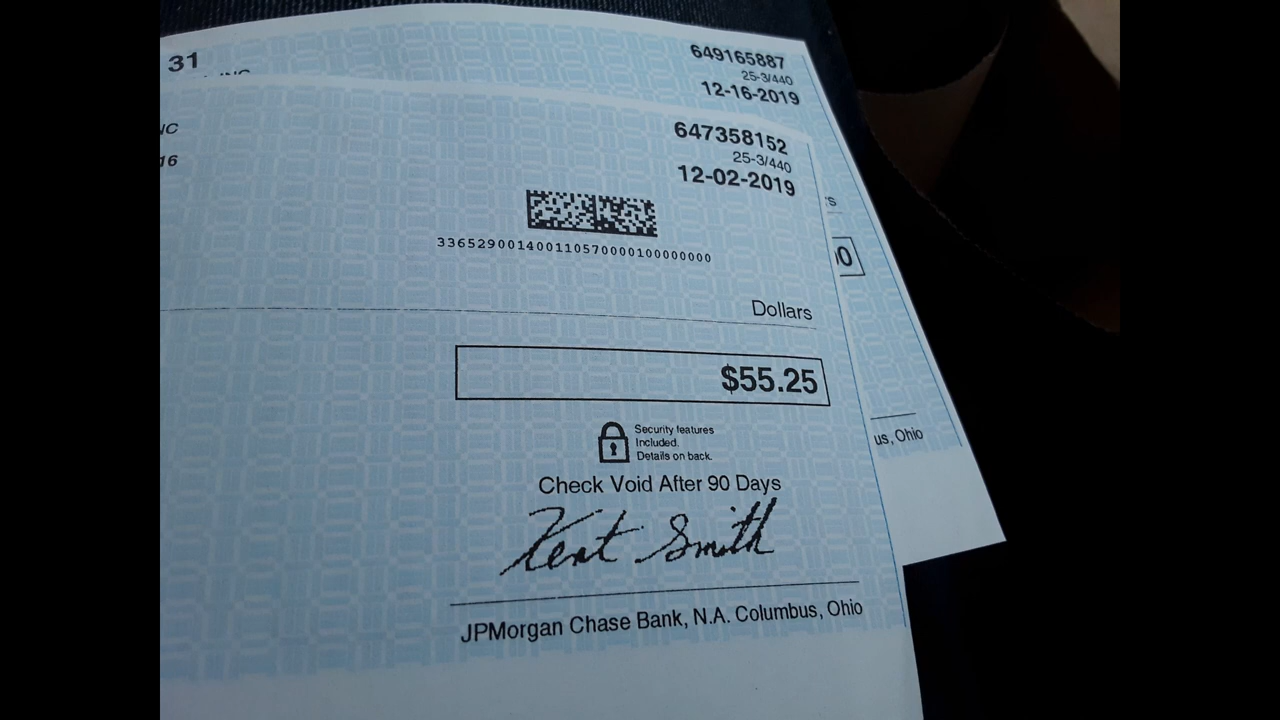 31
INC
649165887
25-3/440
12-16-2019
16
647358152
25-3/440
12-02-2019
33652900140011057000010000000
Dollars
$55.25
Security features
Included.
Details on back.
Check Void After 90 Days
Kent Smith
JPMorgan Chase Bank, N.A. Columbus, Ohio
us, Ohio